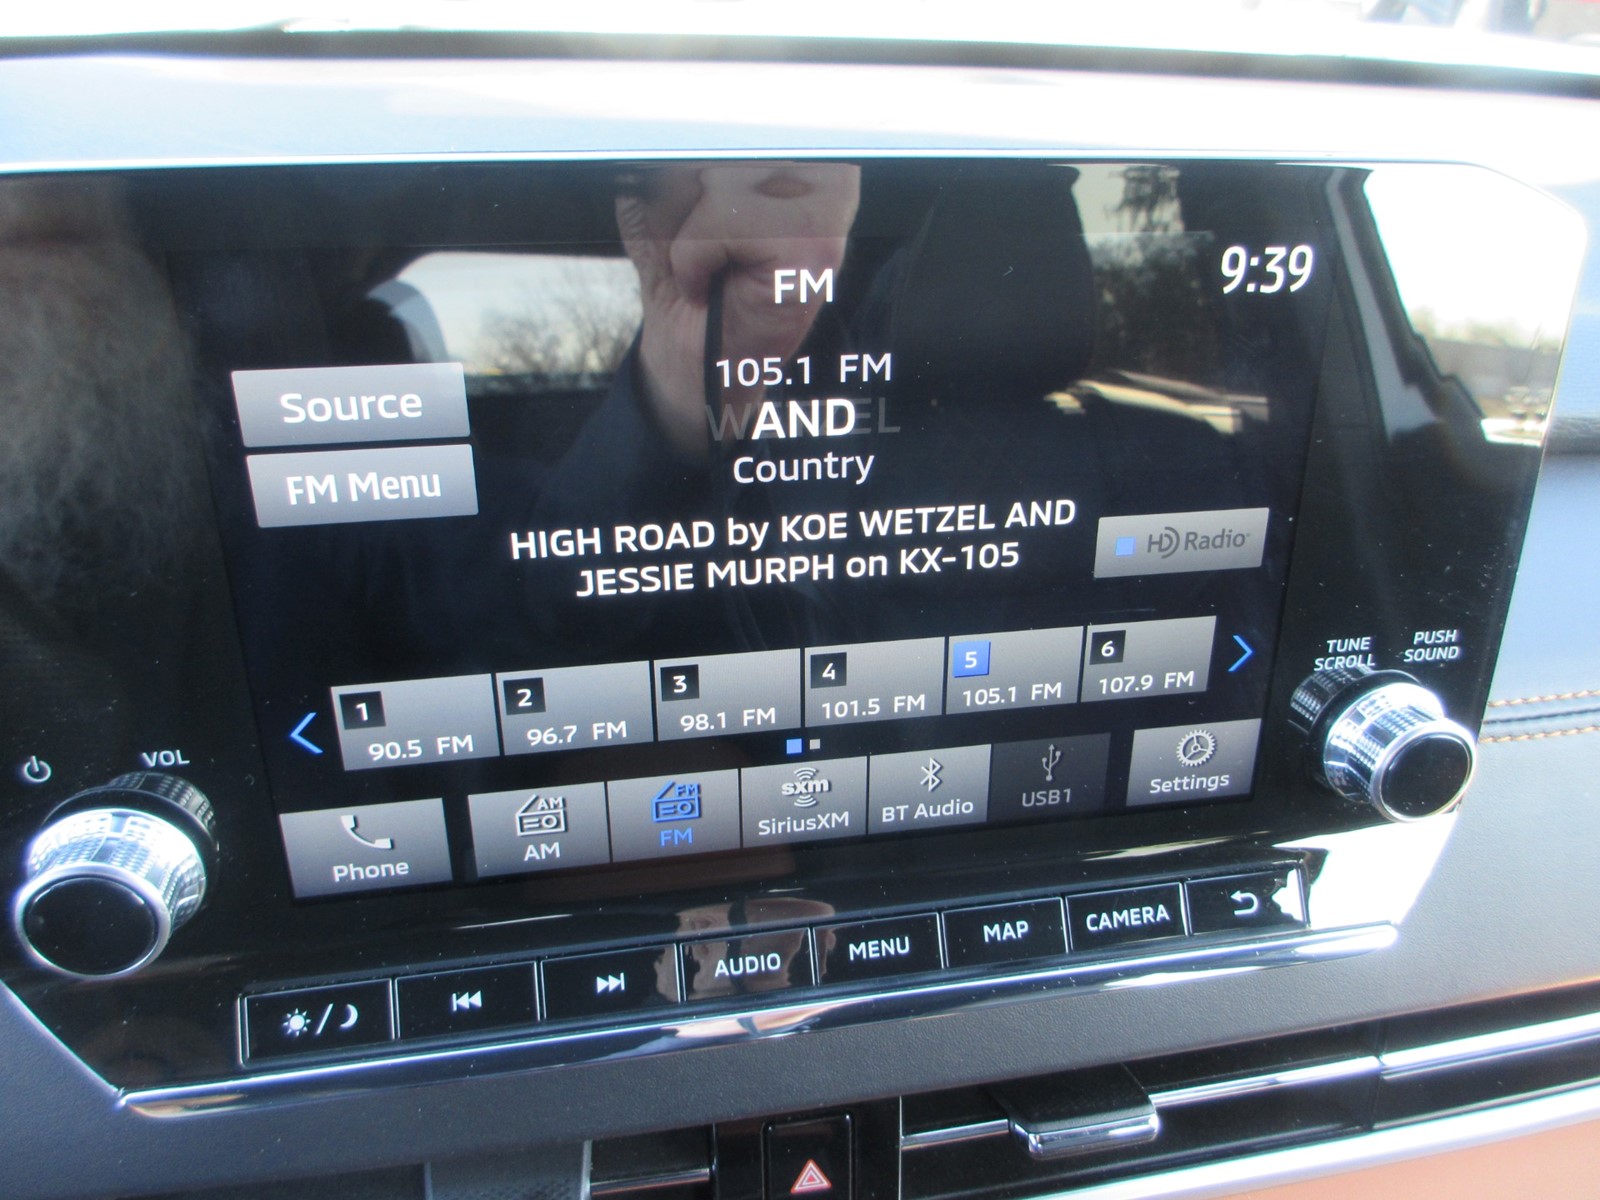 FM
9:39
105.1 FM
AND
Country
Source
FM Menu
HIGH ROAD by KOE WETZEL AND
JESSIE MURPH on KX-105
HD Radio
1
90.5 FM
2
96.7 FM
3
98.1 FM
4
101.5 FM
5
105.1 FM
6
107.9 FM
TUNE
SCROLL
PUSH
SOUND
VOL
Phone
AM
AM
FM
FM
sxm
SiriusXM
BT Audio
USB1
Settings
AUDIO
MENU
MAP
CAMERA